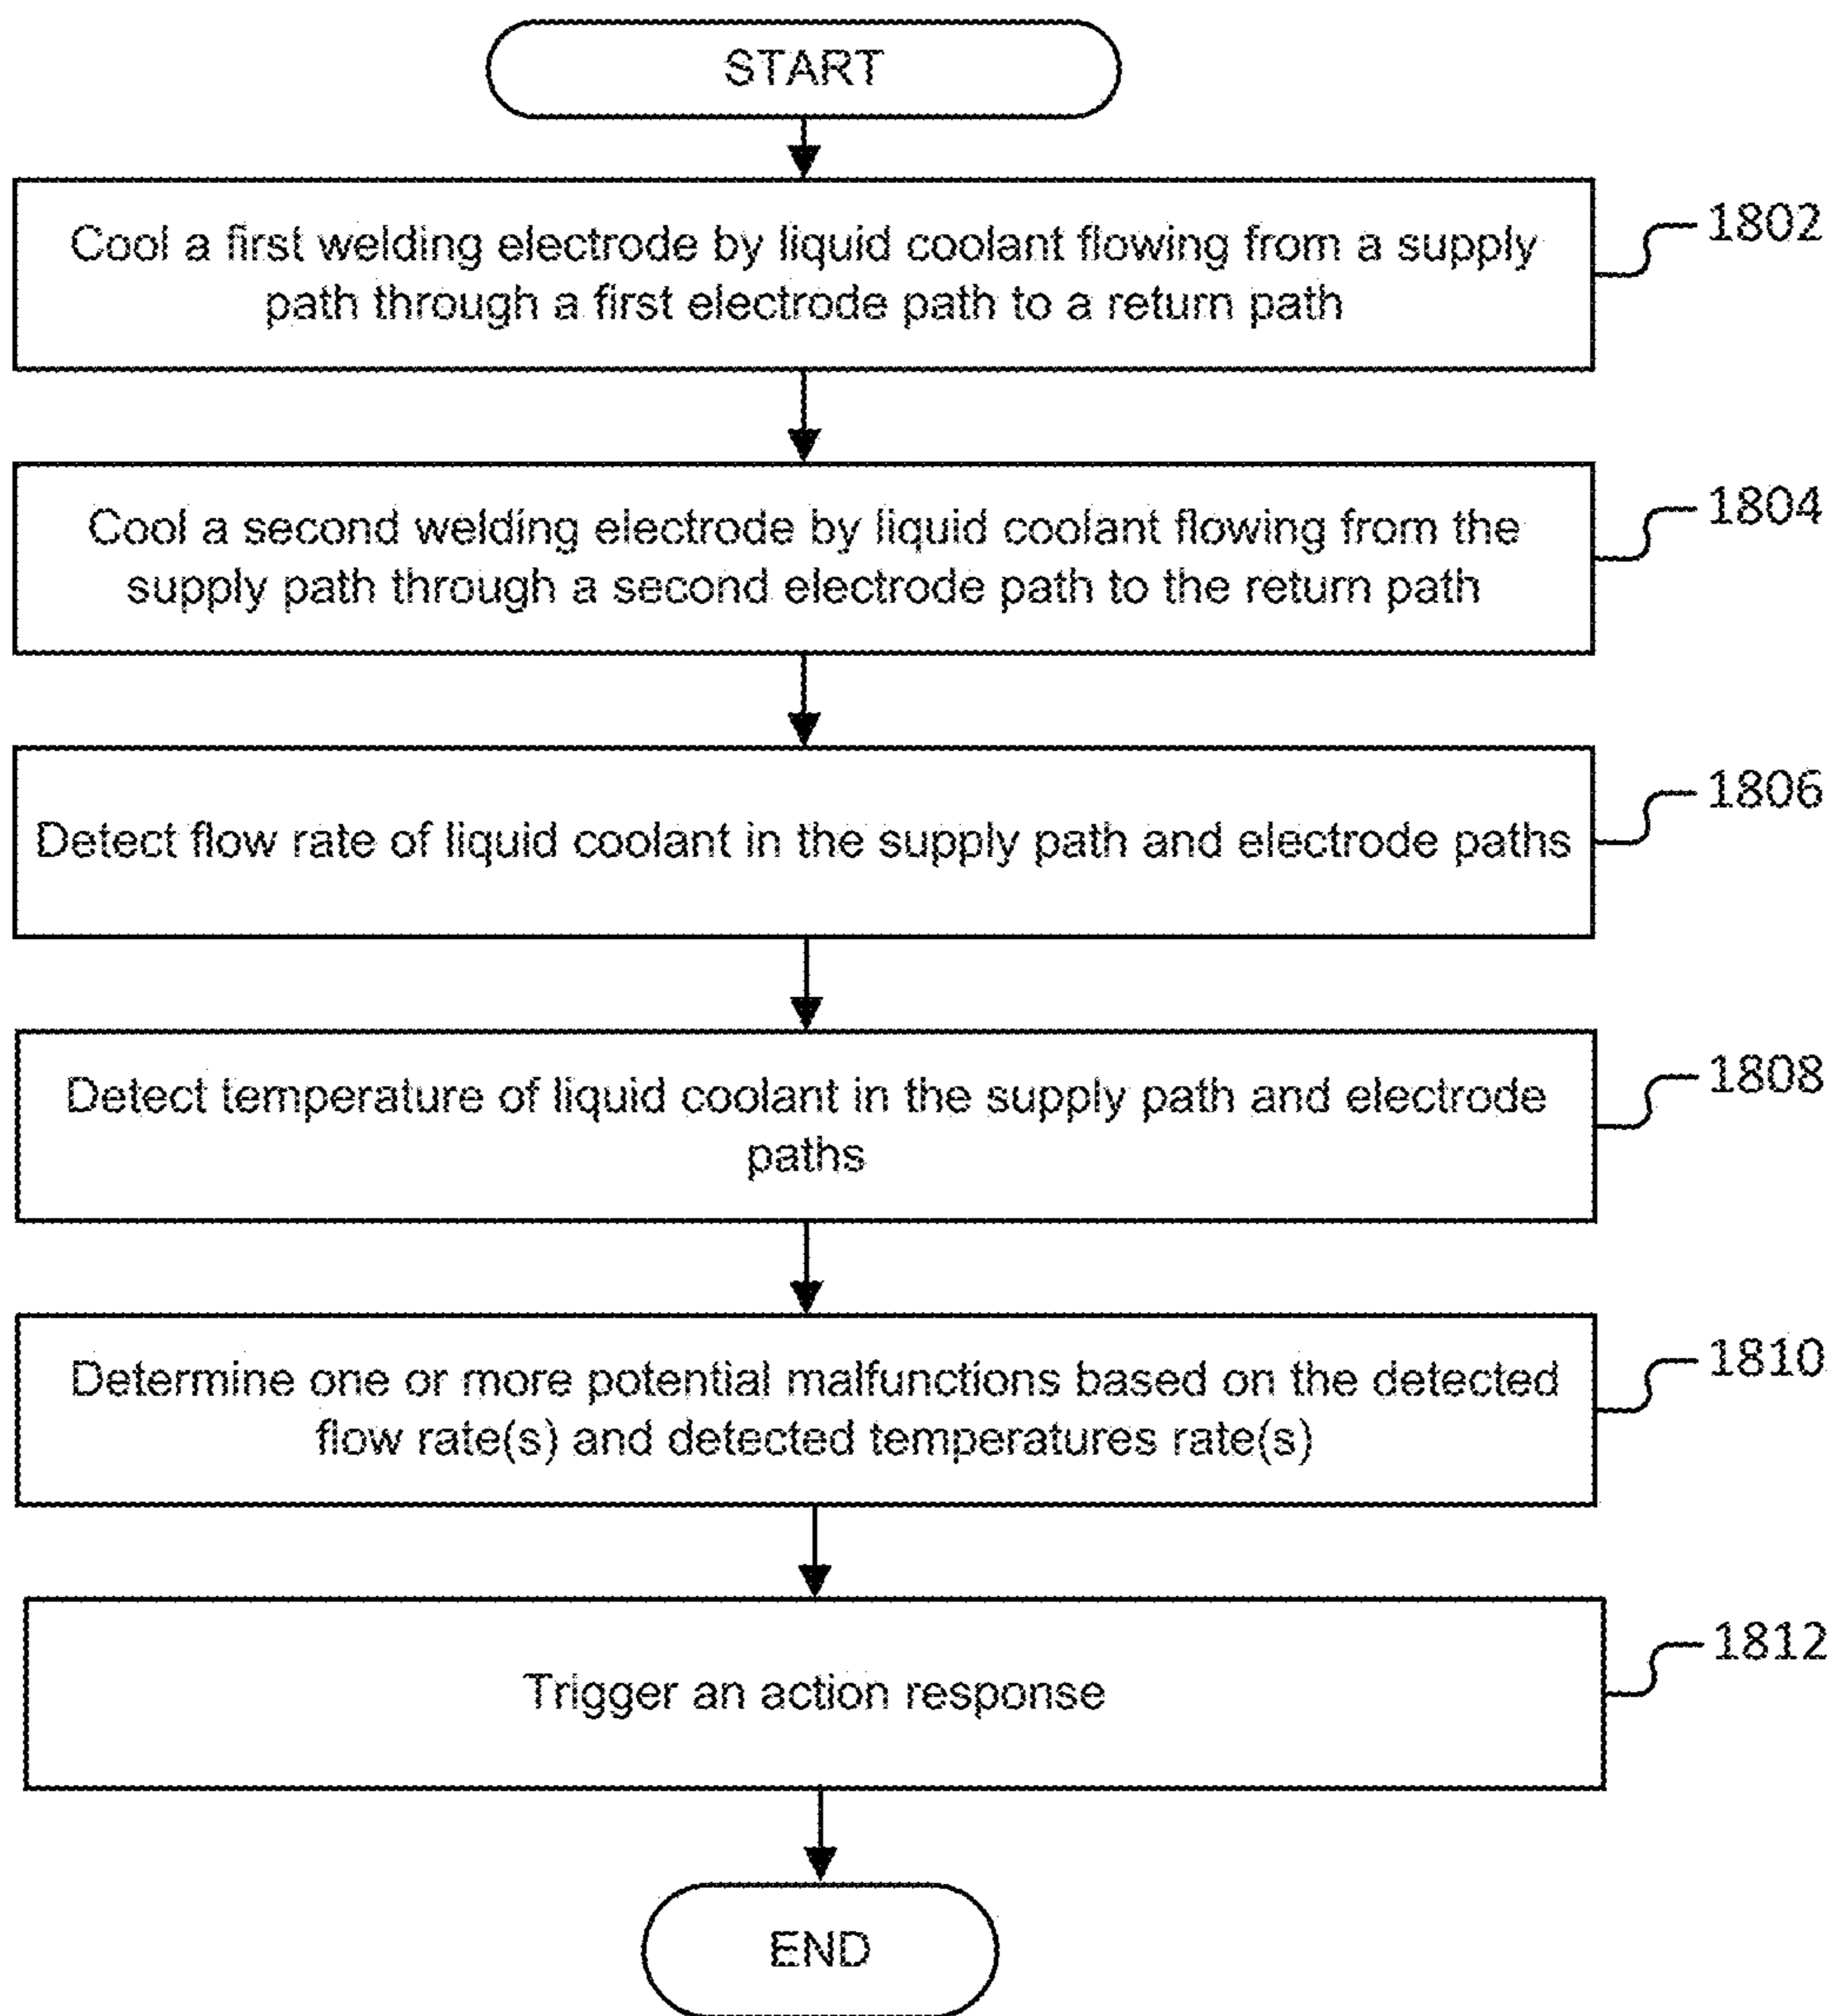 START
Cool a first welding electrode by liquid coolant flowing from a supply
path through a first electrode path to a return path
1802
Cool a second welding electrode by liquid coolant flowing from the
supply path through a second electrode path to the return path
1804
Detect flow rate of liquid coolant in the supply path and electrode paths
1806
Detect temperature of liquid coolant in the supply path and electrode
paths
1808
Determine one or more potential malfunctions based on the detected
flow rate(s) and detected temperatures rate(s)
1810
Trigger an action response
1812
END